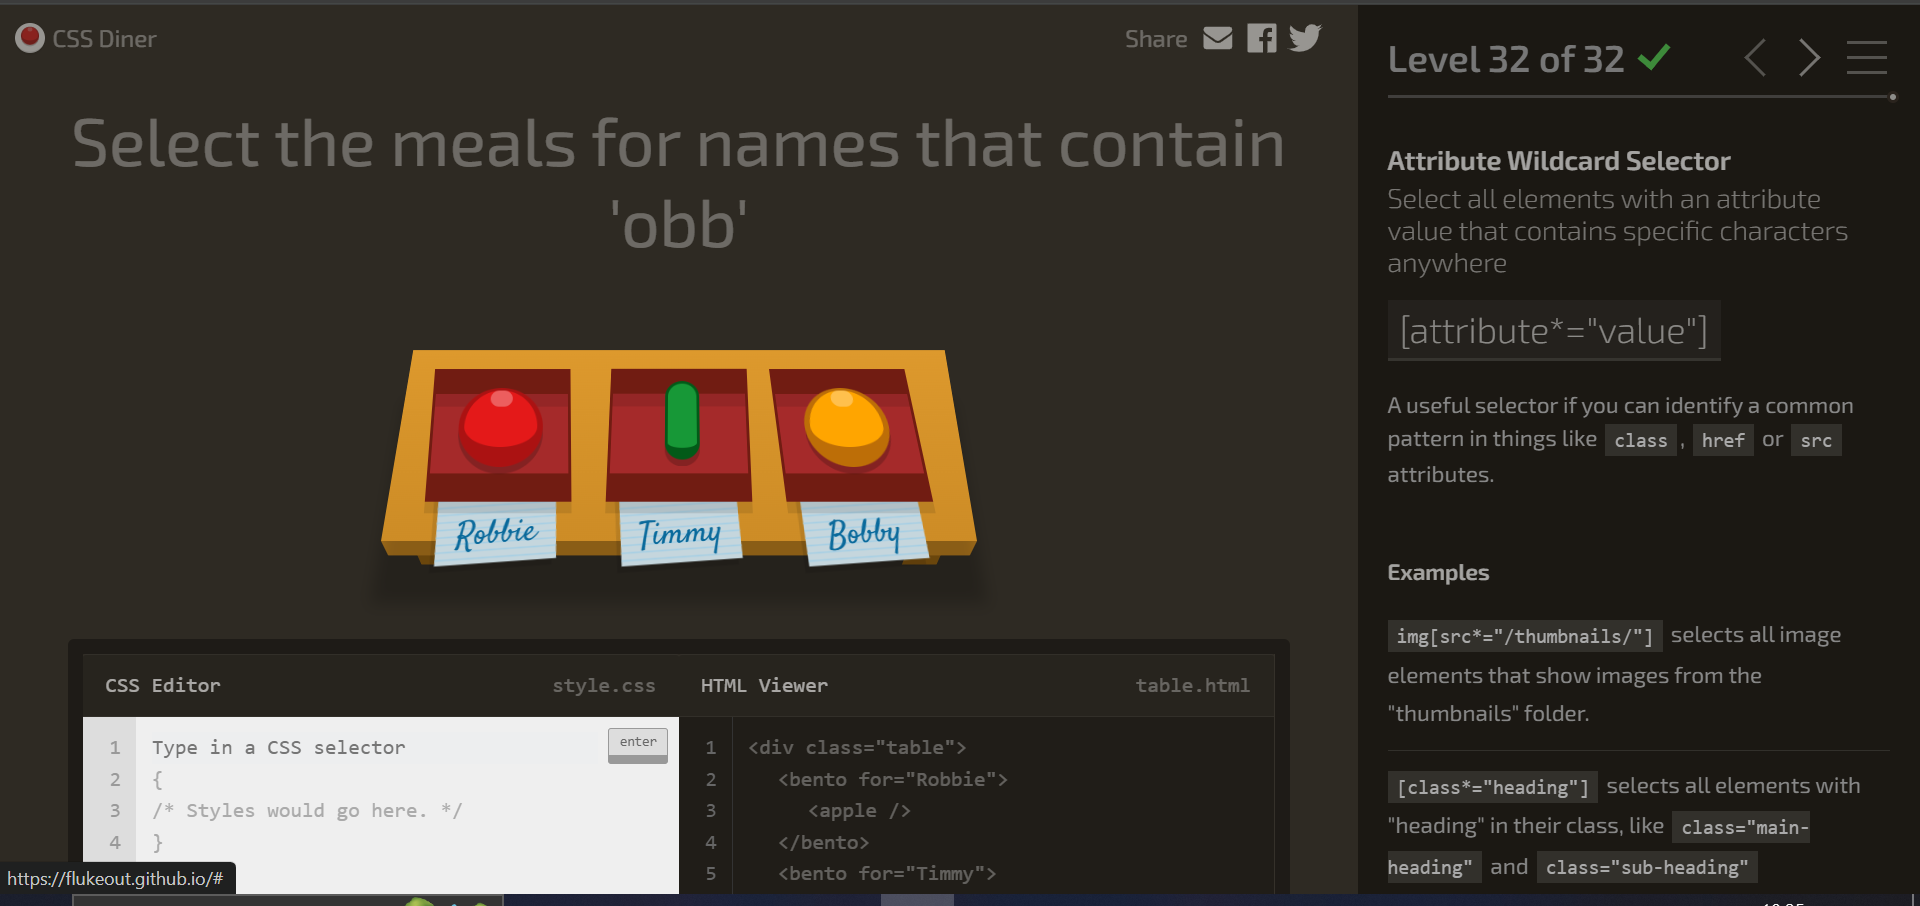 CSS Diner
Share
Select the meals for names that contain
'obb'
Robbie
Timmy
Bobby
CSS Editor
style.css
1 Type in a CSS selector
enter
2 {
3 /* Styles would go here. */
4 }
HTML Viewer
table.html
1 <div class="table">
2 <bento for="Robbie">
3 <apple />
4 </bento>
5 <bento for="Timmy">
https://flukeout.github.io/#
Level 32 of 32
Attribute Wildcard Selector
Select all elements with an attribute
value that contains specific characters
anywhere
[attribute*="value"]
A useful selector if you can identify a common
pattern in things like class, href or src
attributes.
Examples
img[src*="/thumbnails/"] selects all image
elements that show images from the
"thumbnails" folder.
[class*="heading"] selects all elements with
"heading" in their class, like class="main-
heading" and class="sub-heading"